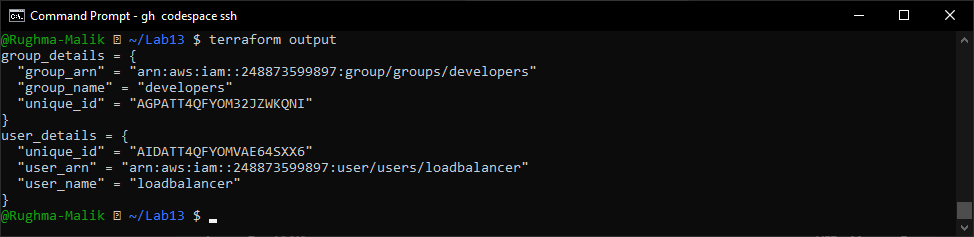 Command Prompt - gh codespace ssh
@Rughma-Malik ~/Lab13 $ terraform output
group_details = {
  "group_arn" = "arn:aws:iam::248873599897:group/groups/developers"
  "group_name" = "developers"
  "unique_id" = "AGPATT4QFYOM32JZWKQNI"
}
user_details = {
  "unique_id" = "AIDATT4QFYOMVAE64SXX6"
  "user_arn" = "arn:aws:iam::248873599897:user/users/loadbalancer"
  "user_name" = "loadbalancer"
}
@Rughma-Malik ~/Lab13 $